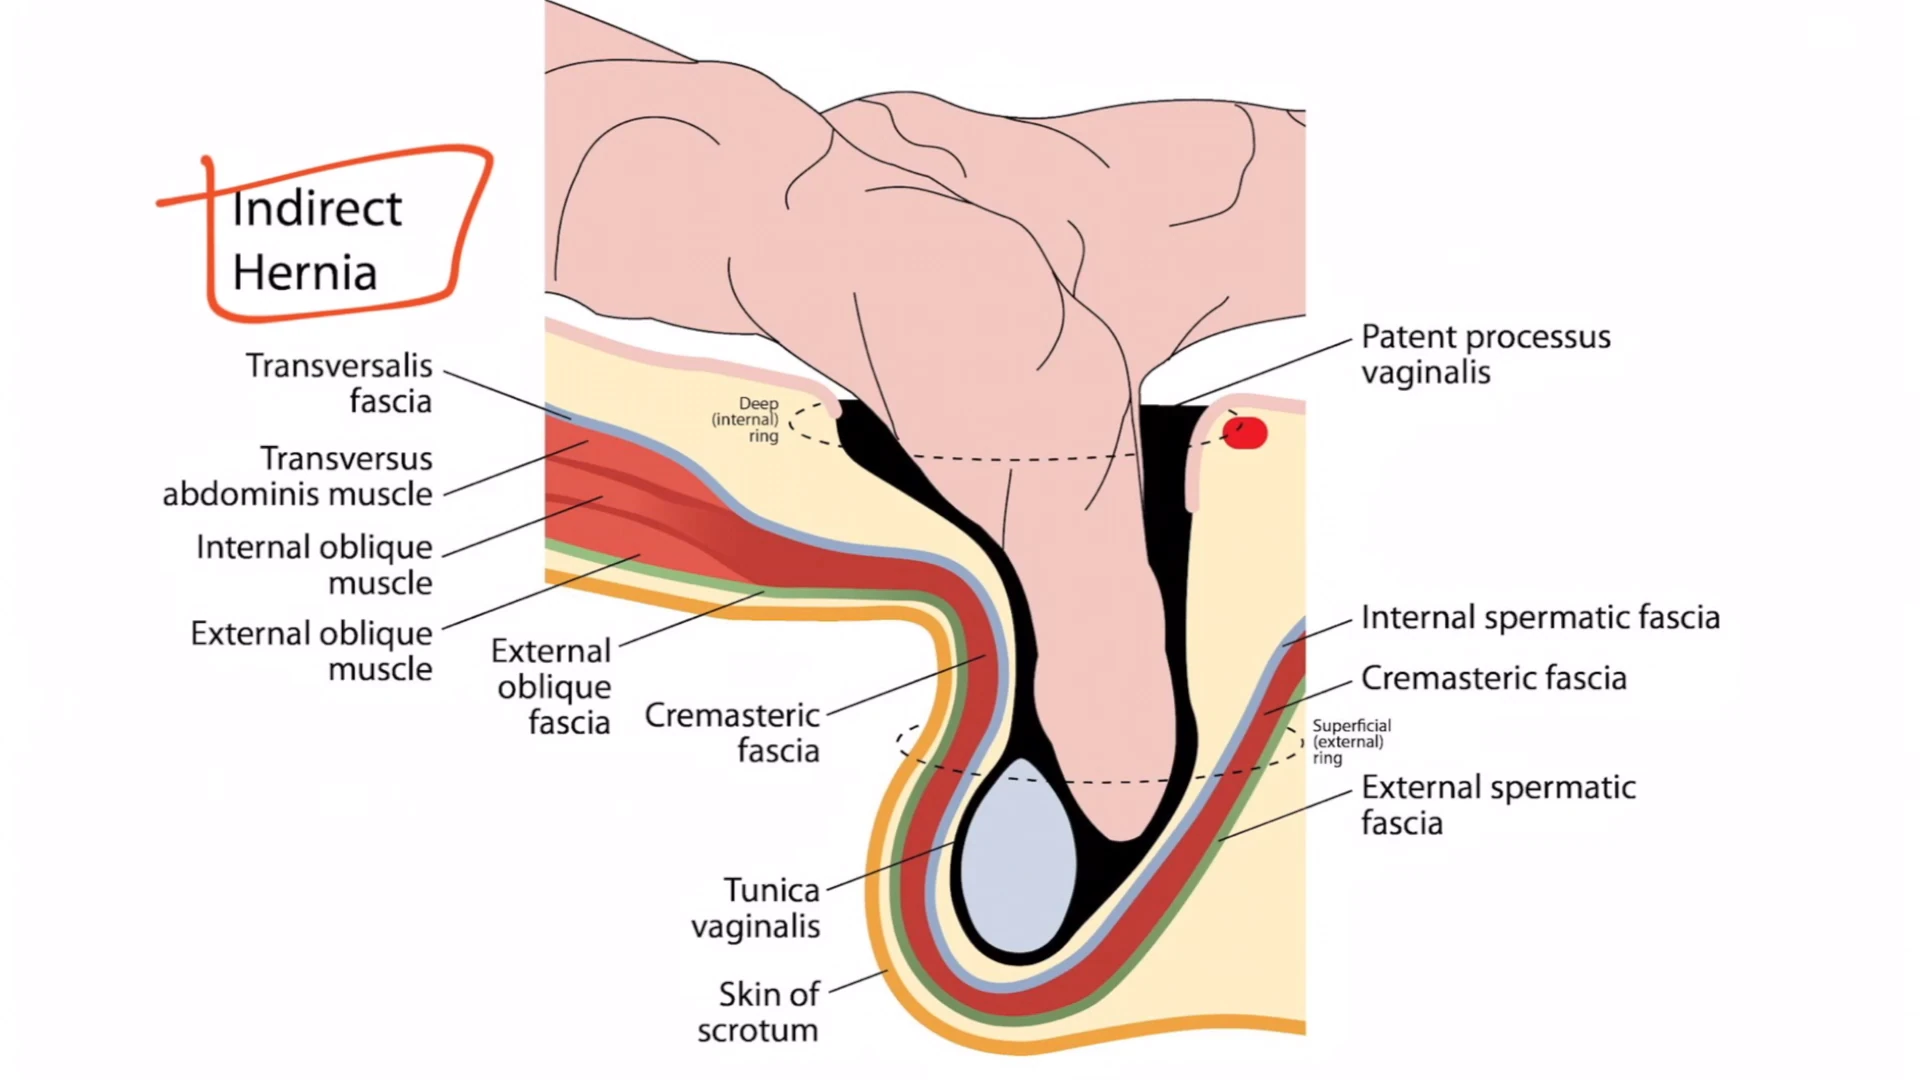 Indirect
Hernia
Transversalis
fascia
Transversus
abdominis muscle
Internal oblique
muscle
External oblique
muscle
External
oblique
fascia
Cremasteric
fascia
Tunica
vaginalis
Skin of
scrotum
Deep
(internal)
ring
Patent processus
vaginalis
Internal spermatic fascia
Cremasteric fascia
Superficial
(external)
ring
External spermatic
fascia